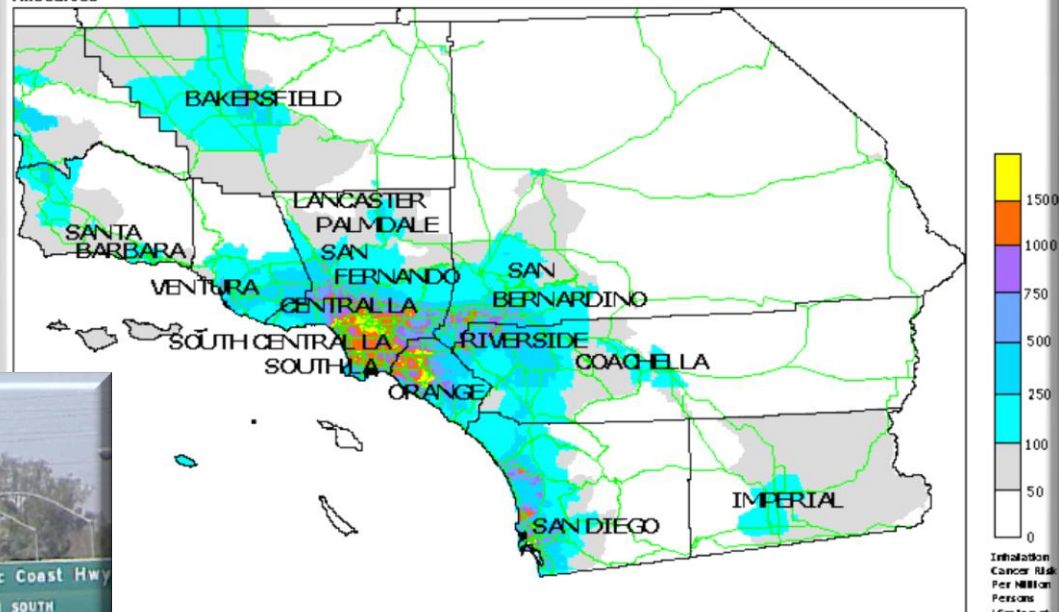 BAKERSFIELD
LANCASTER
PALMDALE
SANTA
BARBARA
SAN
FERNANDO
SAN
BERNARDINO
VENTURA
CENTRAL LA
SOUTH CENTRAL LA
RIVERSIDE
SOUTH LA
COACHELLA
ORANGE
IMPERIAL
SAN DIEGO
1500
1000
750
500
250
100
50
0
Inhalation
Cancer Risk
Per Million
Persons
Coast Hwy
SOUTH